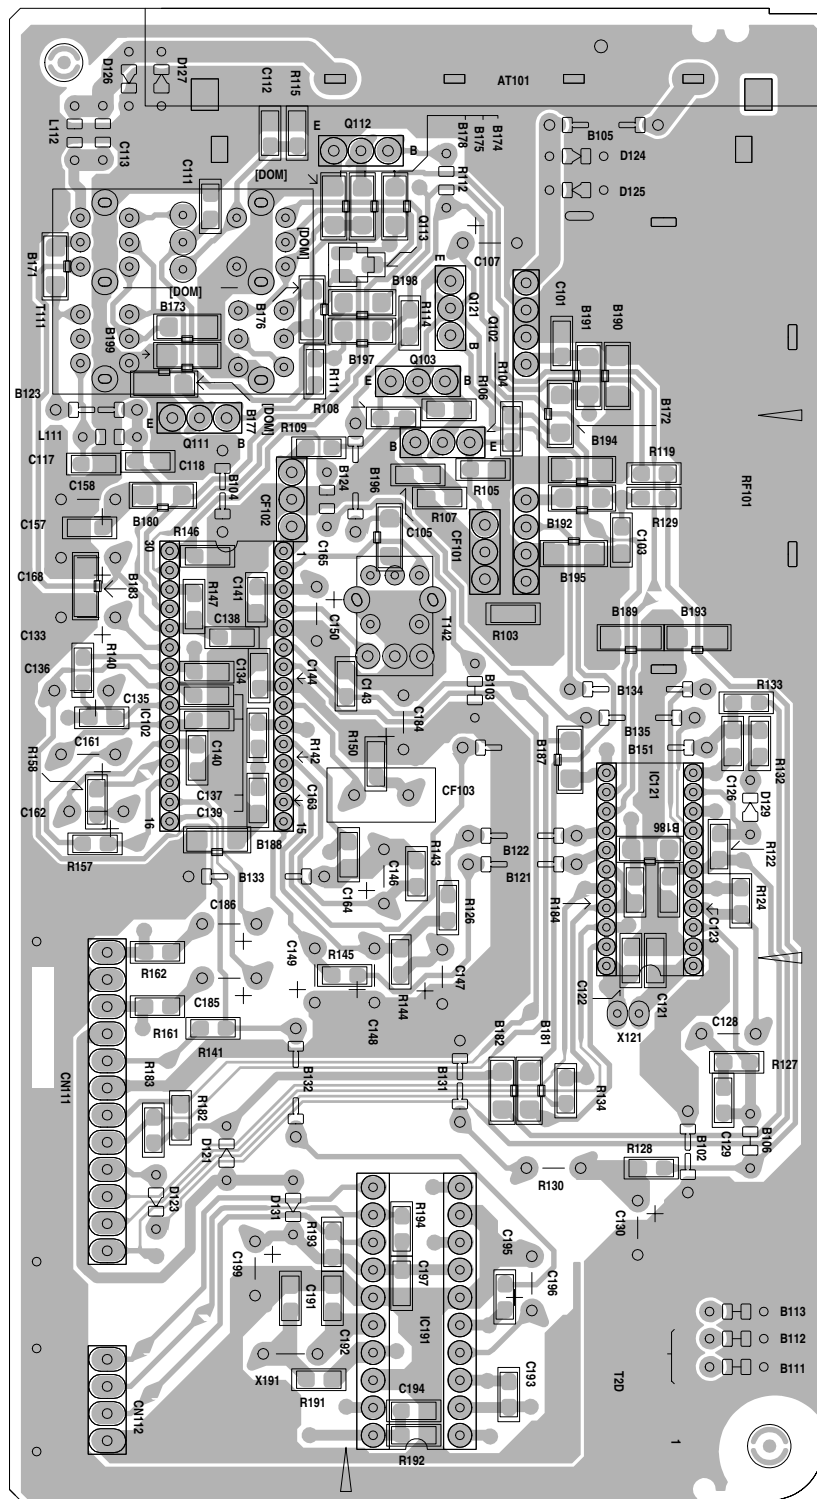 D126
D127
AT101
C112
R115
L112
C113
E
Q112
B
B178
B175
B174
B105
D124
D125
[DOM]
R112
C111
[DOM]
Q113
C107
B171
T111
[DOM]
B173
B199
B176
B198
E
Q121
B
R114
B197
Q102
C101
B191
B190
R111
Q103
E
B
R106
R104
B123
R108
B172
E
Q111
B
B177
[DOM]
L111
R109
B
E
B194
C117
C118
B104
CF102
B124
B196
R105
R119
RF101
C158
B180
R107
B192
R129
C157
R146
C105
CF101
C103
30
1
C165
B195
C168
B183
R147
C141
C150
T142
R103
B189
B193
C133
C138
C136
R140
C134
C144
C143
B103
B134
R133
C135
IC102
C184
B135
C161
C140
R142
R150
B187
B151
R158
IC121
C126
R132
C162
C137
C139
C163
CF103
D129
16
15
B186
R157
B188
B122
R122
B133
C164
C146
R143
B121
R184
R124
R126
C123
C186
R162
C149
R145
C147
C122
C121
C185
R144
R161
R141
C148
X121
C128
CN111
R183
B132
B131
B182
B181
R127
R182
R134
D121
B102
C129
B106
R128
D123
D131
R130
R193
R194
C130
C199
C195
C197
C196
C191
C192
IC191
B113
B112
X191
B111
R191
C194
C193
T2D
CN112
R192
1